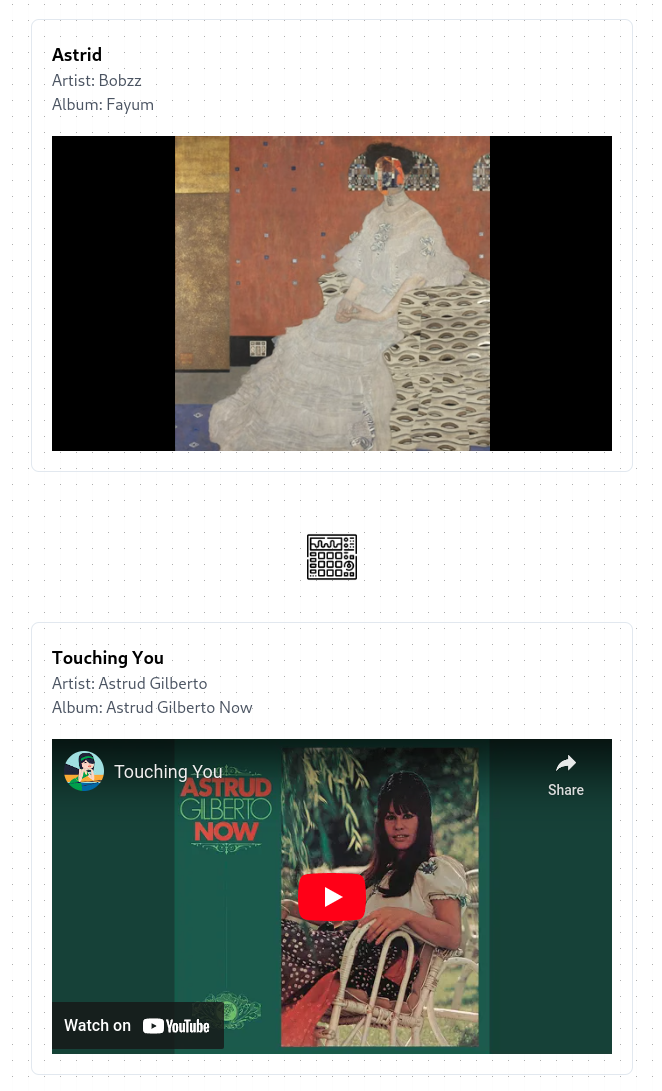 Astrid
Artist: Bobzz
Album: Fayum
Touching You
Artist: Astrud Gilberto
Album: Astrud Gilberto Now
Touching You
Share
ASTRUD
GILBERTO
NOW
Watch on YouTube